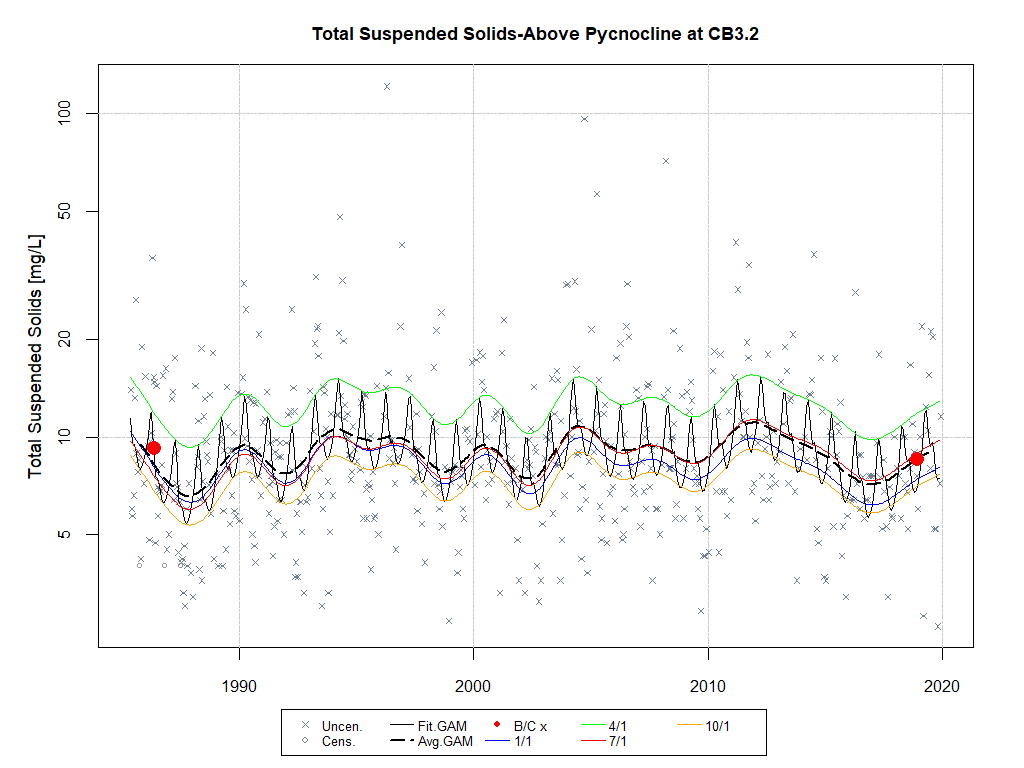 Total Suspended Solids-Above Pycnocline at CB3.2
Total Suspended Solids [mg/L]
100
50
20
10
5
1990 2000 2010 2020
Uncen. Fit.GAM B/C x 4/1 10/1
Cens. Avg.GAM 1/1 7/1